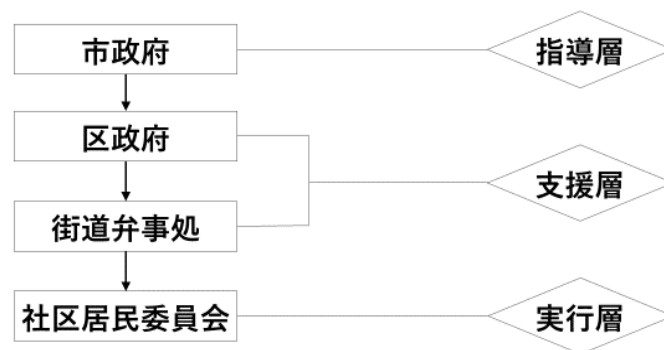 市政府
指導層
区政府
支援層
街道弁事処
社区居民委員会
実行層